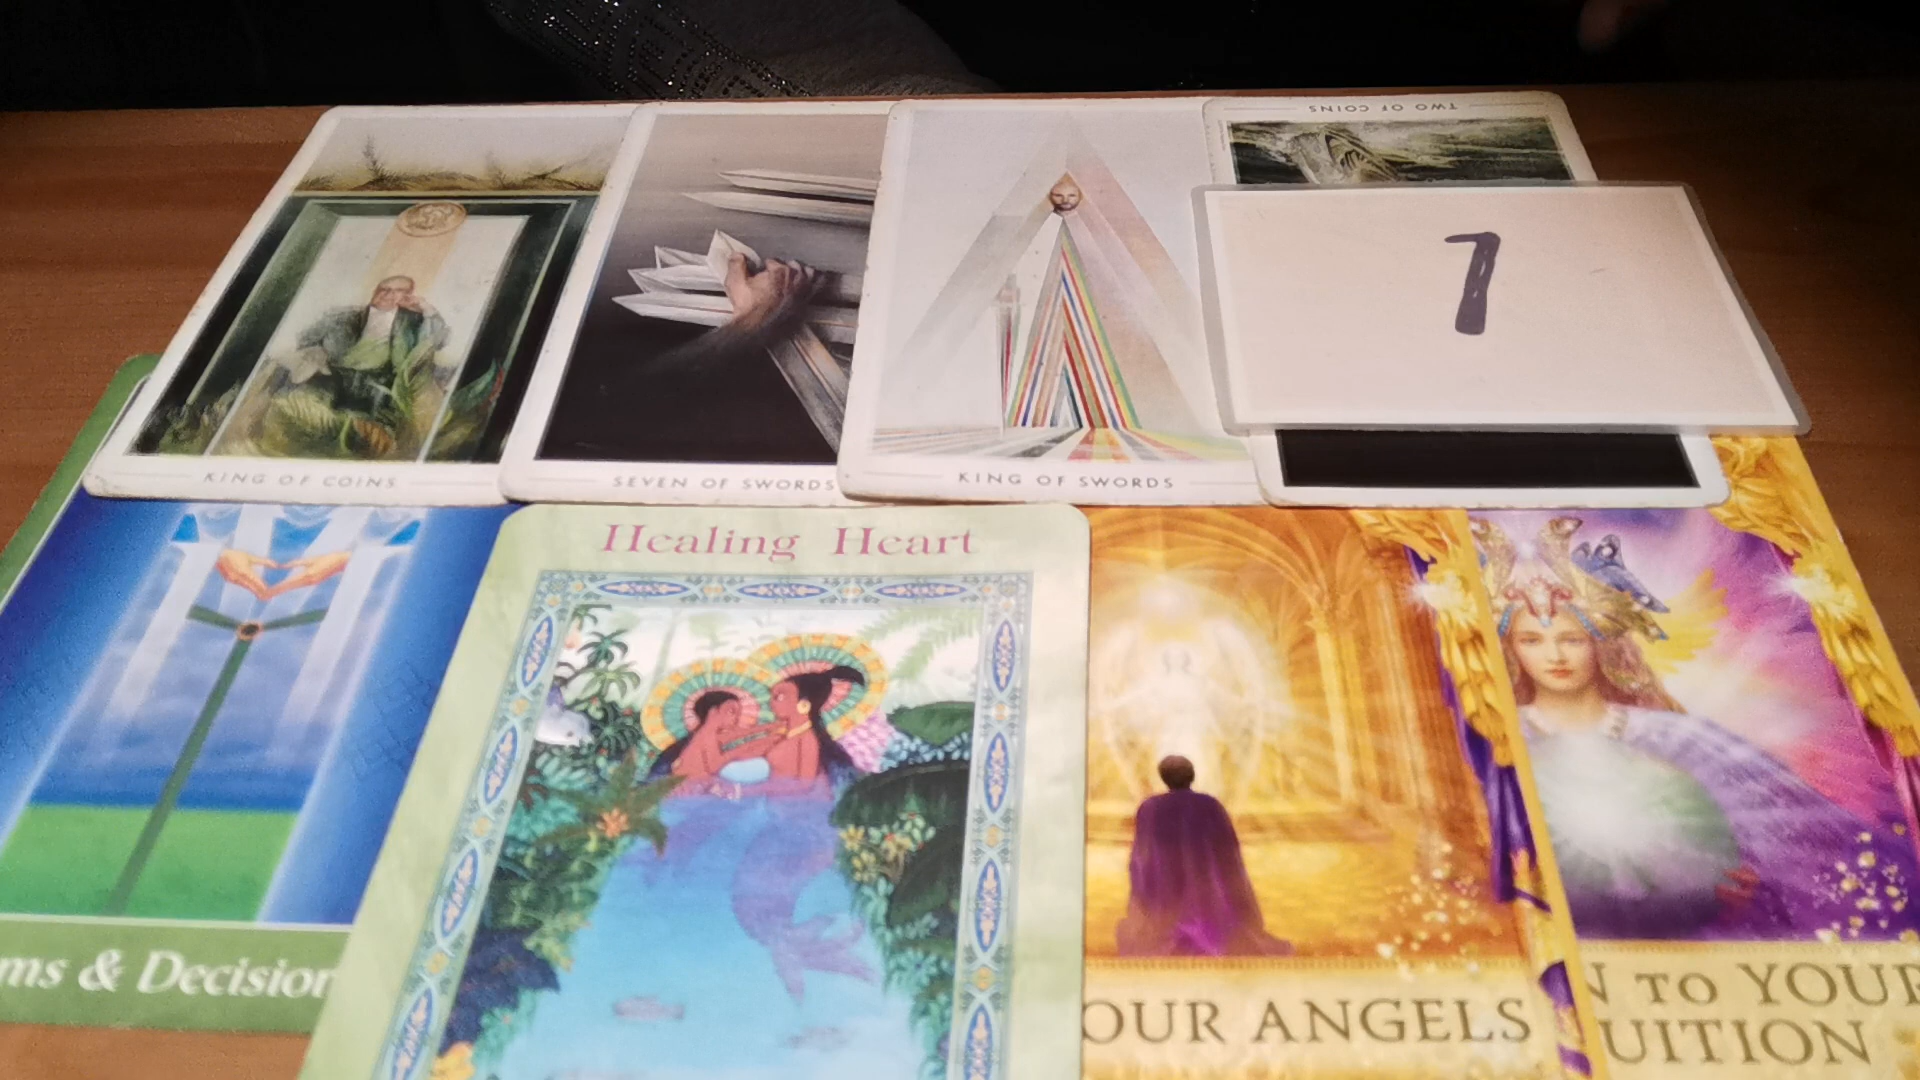 TWO OF COINS
1
KING OF COINS
SEVEN OF SWORDS
KING OF SWORDS
Healing Heart
ms & Decision
OUR ANGELS
N TO YOUR
UITION